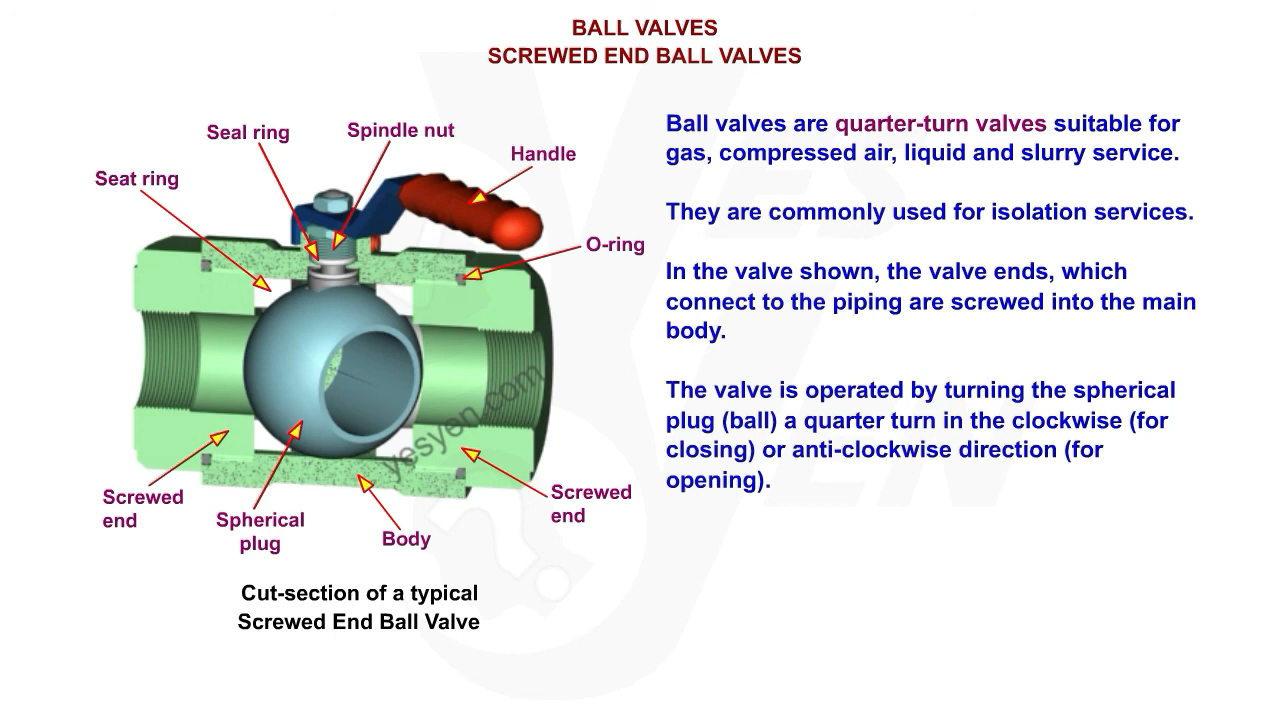 BALL VALVES
SCREWED END BALL VALVES
Seal ring
Spindle nut
Handle
Seat ring
O-ring
Screwed
end
Spherical
plug
Body
Screwed
end
yesyen.com
Cut-section of a typical
Screwed End Ball Valve
Ball valves are quarter-turn valves suitable for
gas, compressed air, liquid and slurry service.
They are commonly used for isolation services.
In the valve shown, the valve ends, which
connect to the piping are screwed into the main
body.
The valve is operated by turning the spherical
plug (ball) a quarter turn in the clockwise (for
closing) or anti-clockwise direction (for
opening).
YES
YEN